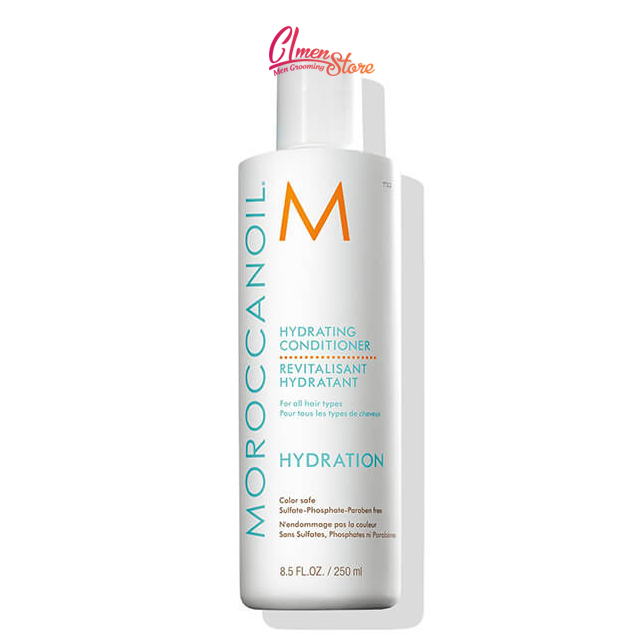 Clmen
Men Grooming Store
MOROCCANOIL®
M
HYDRATING
CONDITIONER
REVITALISANT
HYDRATANT
For all hair types
Pour tous les types de cheveux
HYDRATION
Color safe
Sulfate-Phosphate-Paraben free
N'endommage pas la couleur
Sans Sulfates, Phosphates ni Parabènes
8.5 FL.OZ. / 250 ml